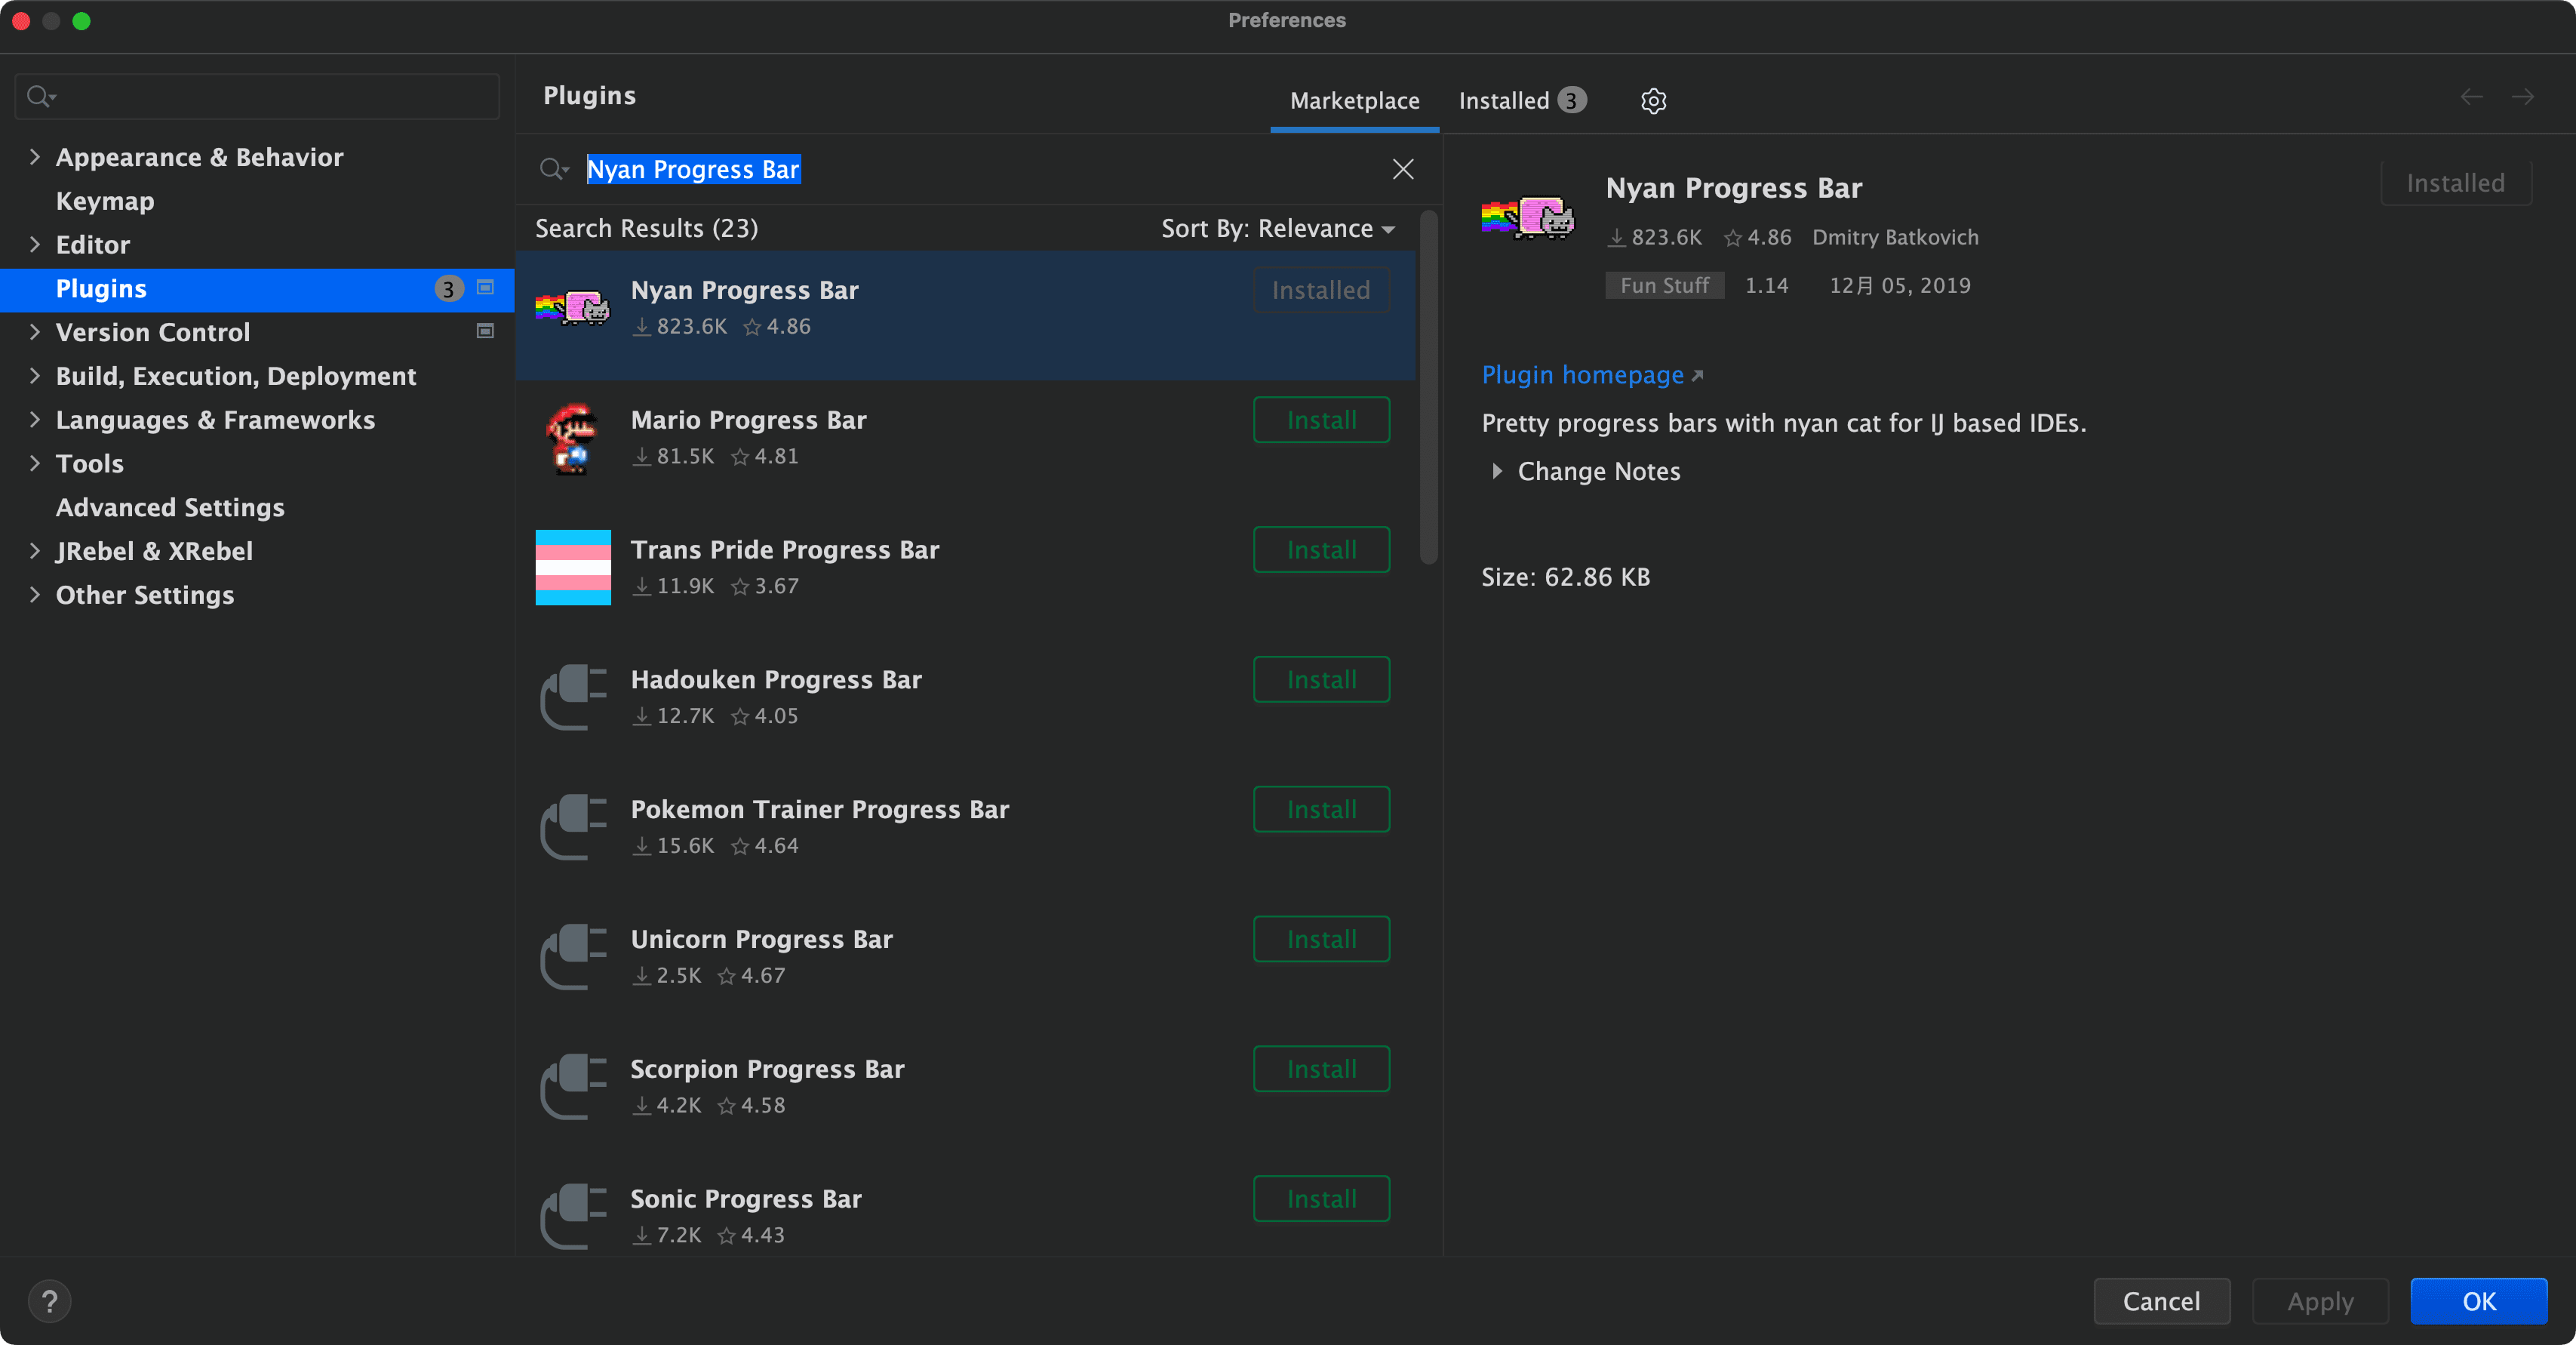 Preferences
Appearance & Behavior
Keymap
Editor
Plugins 3
Version Control
Build, Execution, Deployment
Languages & Frameworks
Tools
Advanced Settings
JRebel & XRebel
Other Settings
Plugins
Marketplace Installed 3
Nyan Progress Bar
Search Results (23) Sort By: Relevance
Nyan Progress Bar Installed
823.6K 4.86
Mario Progress Bar Install
81.5K 4.81
Trans Pride Progress Bar Install
11.9K 3.67
Hadouken Progress Bar Install
12.7K 4.05
Pokemon Trainer Progress Bar Install
15.6K 4.64
Unicorn Progress Bar Install
2.5K 4.67
Scorpion Progress Bar Install
4.2K 4.58
Sonic Progress Bar Install
7.2K 4.43
Nyan Progress Bar Installed
823.6K 4.86 Dmitry Batkovich
Fun Stuff 1.14 12月 05, 2019
Plugin homepage
Pretty progress bars with nyan cat for IJ based IDEs.
Change Notes
Size: 62.86 KB
? Cancel Apply OK